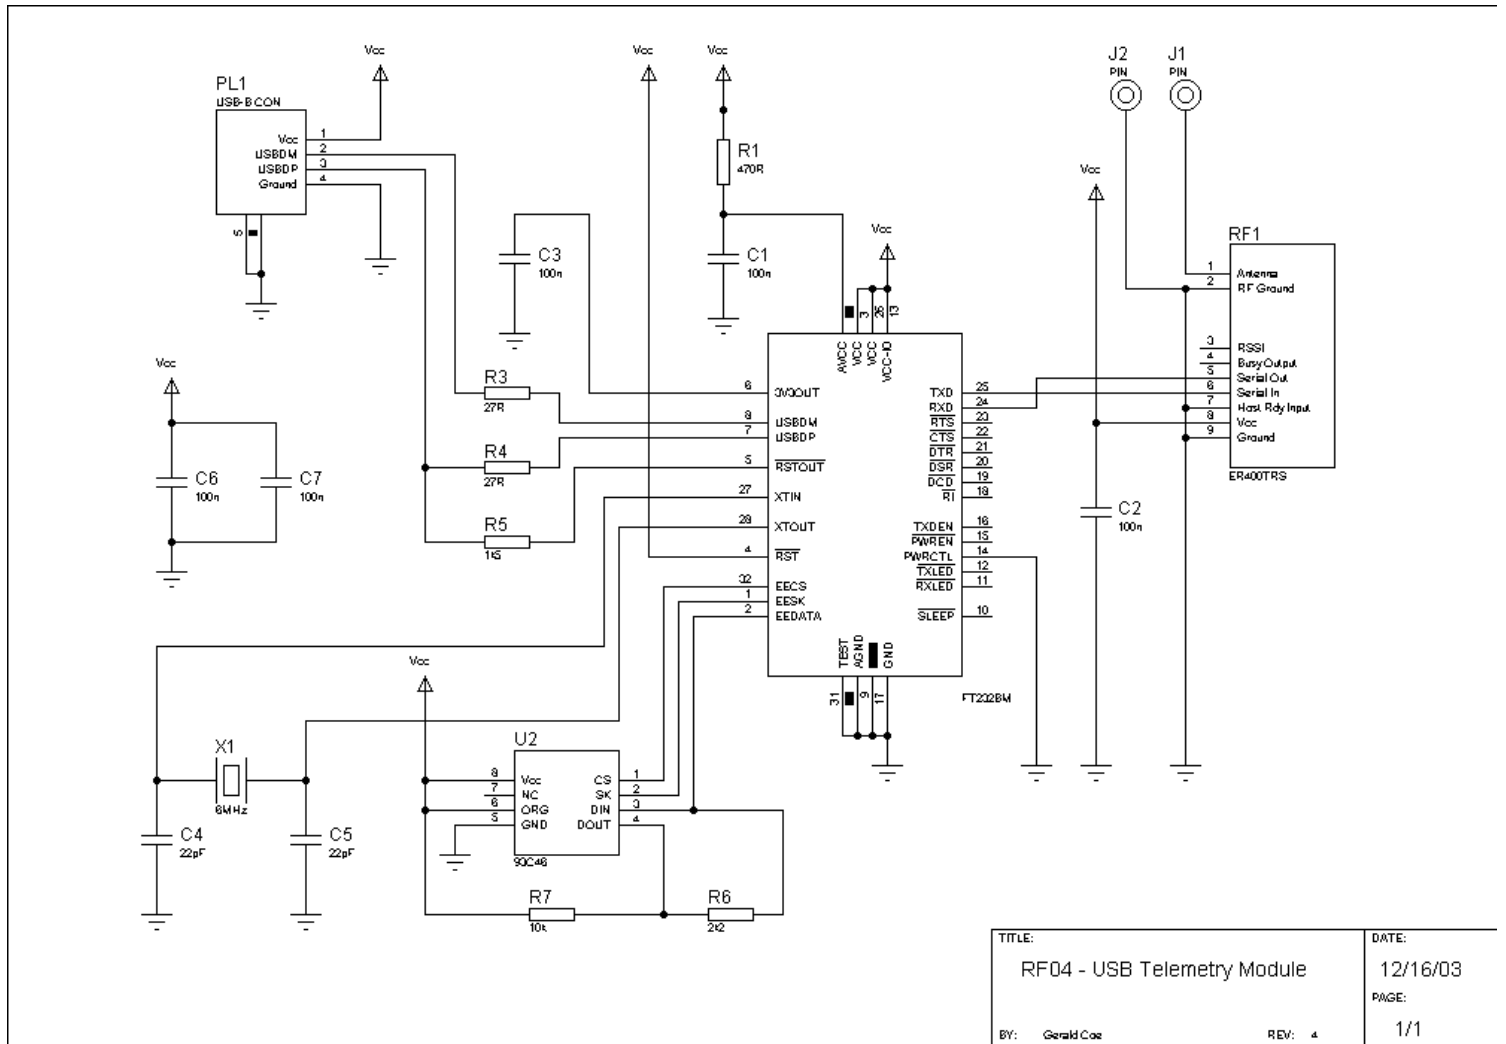 Vcc
Vcc
Vcc
J2
PIN
J1
PIN
PL1
USB-B CON
Vcc 1
USBDM 2
USBDP 3
Ground 4
5
R1
470R
Vcc
C3
100n
C1
100n
Vcc
RF1
1 Antenna
2 RF Ground
3 RSSI
4 Busy Output
5 Serial Out
6 Serial In
7 Host Rdy Input
8 Vcc
9 Ground
ER400TRS
3
26
13
AVCC
VCC
VCC
VCC-IO
Vcc
C6
100n
C7
100n
R3
27R
R4
27R
R5
1k5
6 3V3OUT
8 USBDM
7 USBDP
5 RSTOUT
27 XTIN
28 XTOUT
4 RST
32 EECS
1 EESK
2 EEDATA
TXD 25
RXD 24
RTS 23
CTS 22
DTR 21
DSR 20
DCD 19
RI 18
TXDEN 16
PWREN 15
PWRCTL 14
TXLED 12
RXLED 11
SLEEP 10
TEST
AGND
GND
31
9
17
FT232BM
C2
100n
Vcc
X1
6MHz
C4
22pF
C5
22pF
U2
8 Vcc
7 NC
6 ORG
5 GND
CS 1
SK 2
DIN 3
DOUT 4
93C46
R7
10k
R6
2k2
TITLE:
RF04 - USB Telemetry Module
DATE:
12/16/03
PAGE:
1/1
BY: Gerald Coe
REV: 4